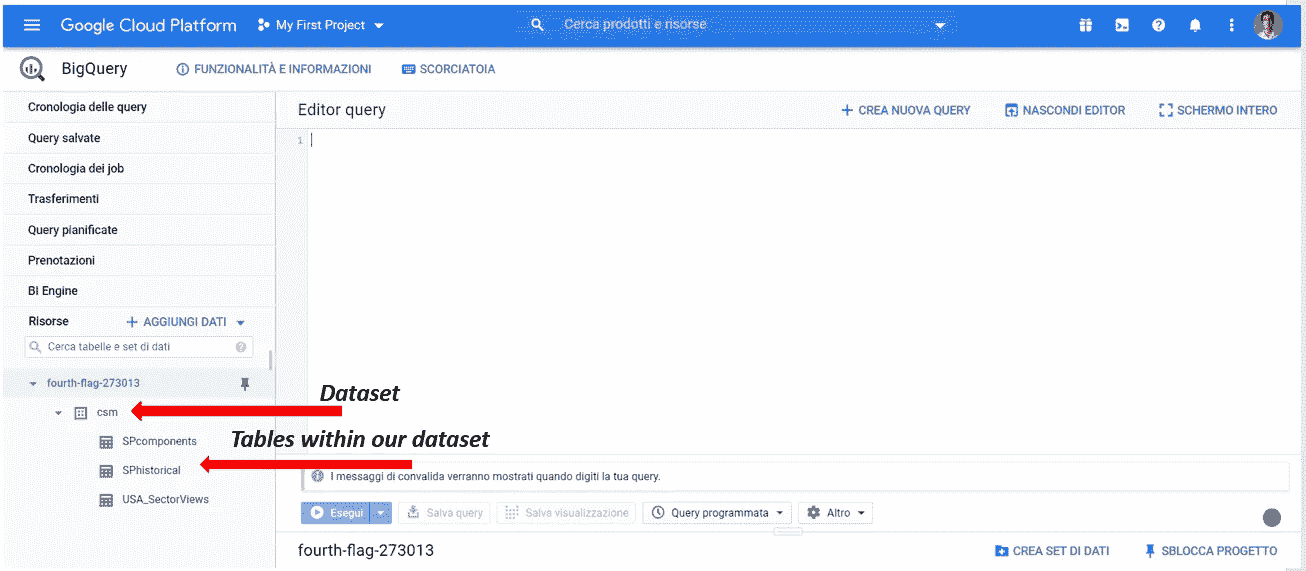 Google Cloud Platform My First Project Cerca prodotti e risorse
BigQuery FUNZIONALITÀ E INFORMAZIONI SCORCIATOIA
Cronologia delle query
Query salvate
Cronologia dei job
Trasferimenti
Query pianificate
Prenotazioni
BI Engine
Risorse + AGGIUNGI DATI
Cerca tabelle e set di dati
fourth-flag-273013
csm
SPcomponents
SPhistorical
USA_SectorViews
Editor query + CREA NUOVA QUERY NASCONDI EDITOR SCHERMO INTERO
1
Dataset
Tables within our dataset
I messaggi di convalida verranno mostrati quando digiti la tua query.
Esegui Salva query Salva visualizzazione Query programmata Altro
fourth-flag-273013 CREA SET DI DATI SBLOCCA PROGETTO